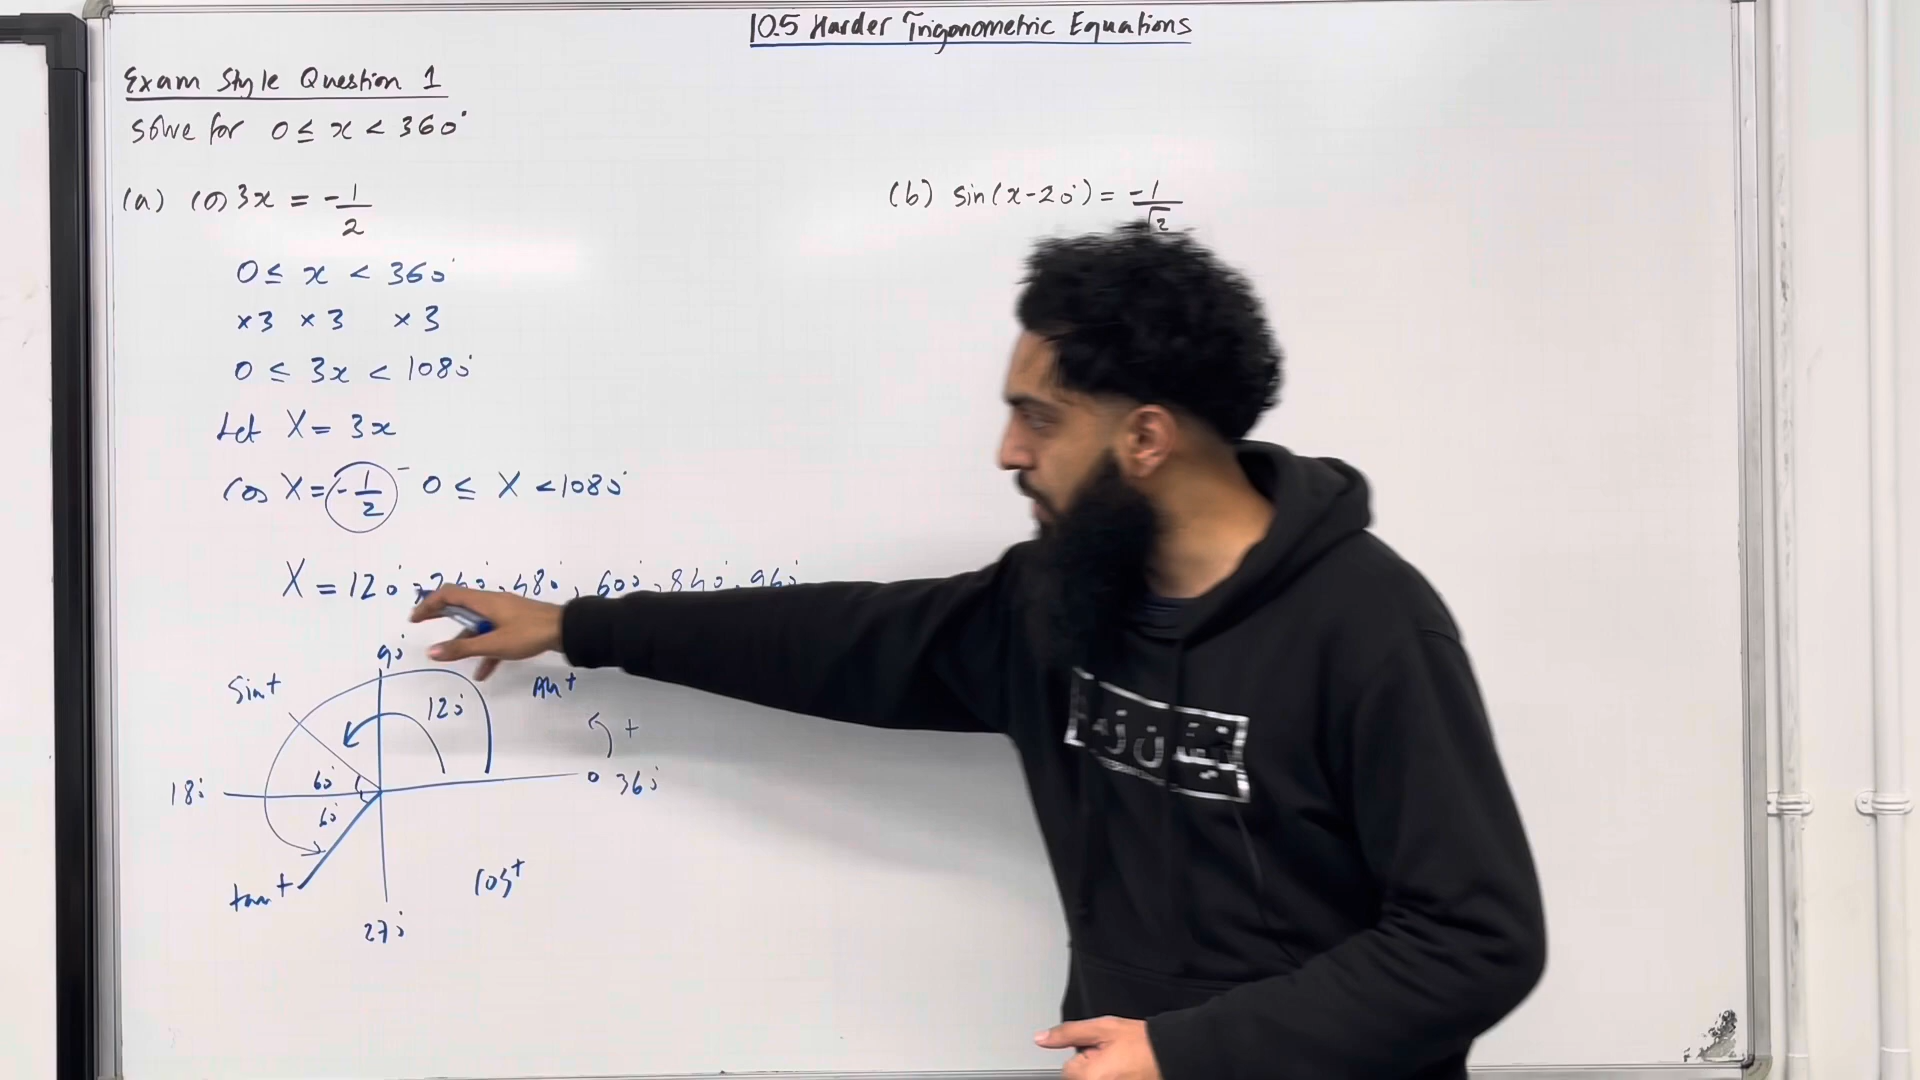 10.5 Harder Trigonometric Equations
Exam Style Question 1
Solve for 0 ≤ x < 360°
(a) cos 3x = -1/2
(b) sin(x-20°) = -1/√2
0 ≤ x < 360°
×3 ×3 ×3
0 ≤ 3x < 1080°
Let X = 3x
Cos X = -1/2 0 ≤ X < 1080°
X = 120°, 240°, 480°, 600°, 840°, 960°
90°
Sin+
All+
120°
+
180°
60°
0 360°
60°
tan+
cos+
270°